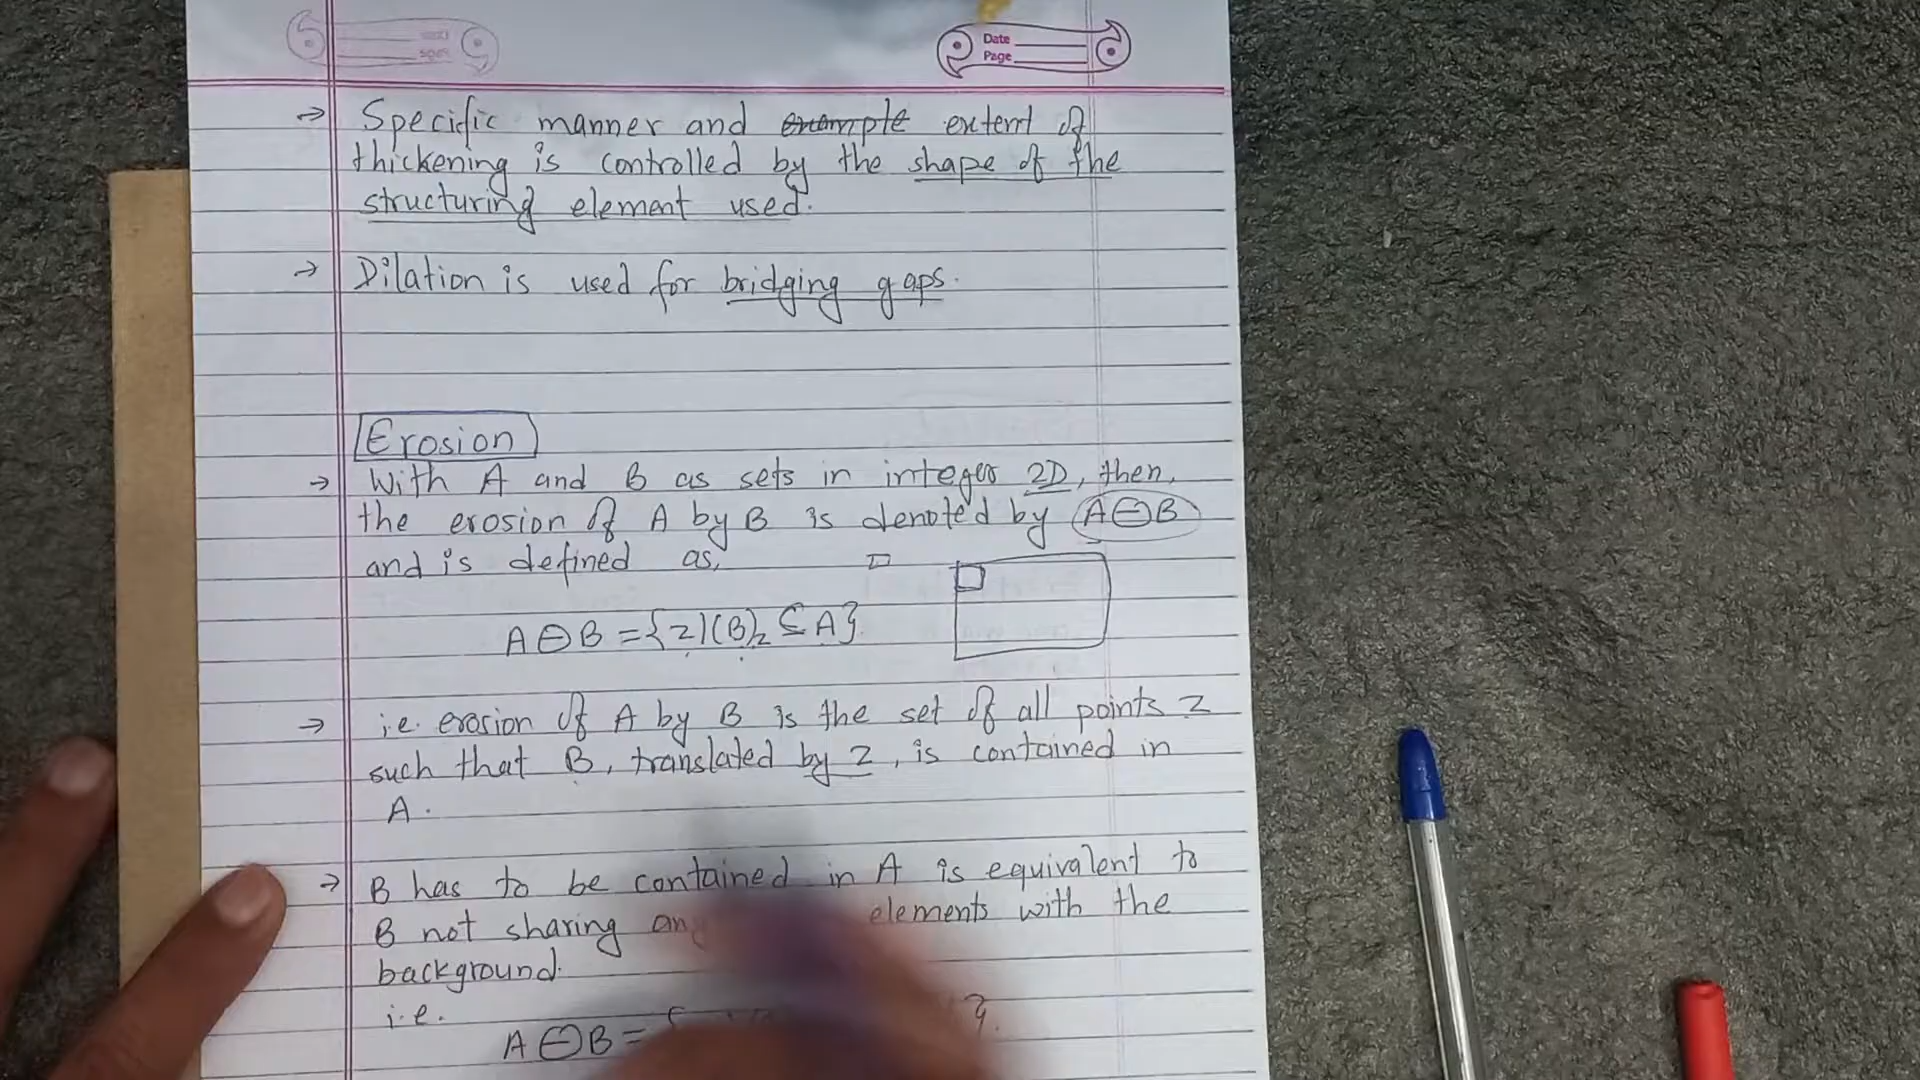 Date
Page
→ Specific manner and example extent of
thickening is controlled by the shape of the
structuring element used.
→ Dilation is used for bridging gaps.
Erosion
→ With A and B as sets in integer 2D, then,
the erosion of A by B is denoted by A⊖B
and is defined as,
A⊖B = {z|(B)z ⊆ A}
→ i.e. erosion of A by B is the set of all points z
such that B, translated by z, is contained in
A.
→ B has to be contained in A is equivalent to
B not sharing any elements with the
background.
i.e.
A⊖B = { }.